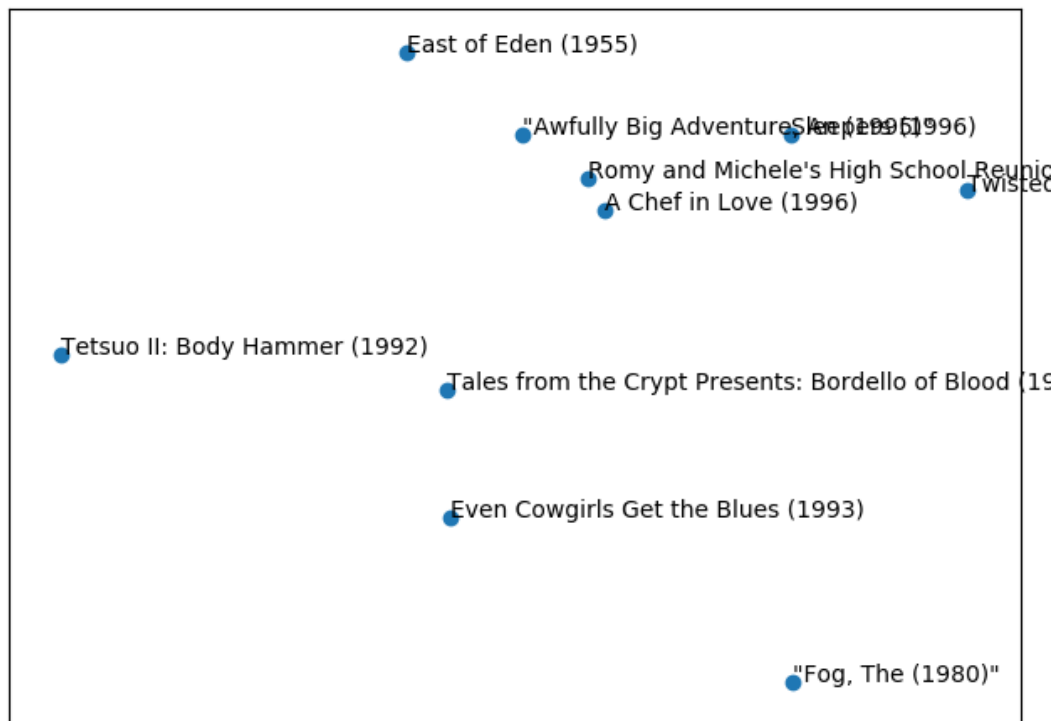 East of Eden (1955)
"Awfully Big Adventure, An (1995)"
Sleepers (1996)
Romy and Michele's High School Reunio
Twisted
A Chef in Love (1996)
Tetsuo II: Body Hammer (1992)
Tales from the Crypt Presents: Bordello of Blood (19
Even Cowgirls Get the Blues (1993)
"Fog, The (1980)"